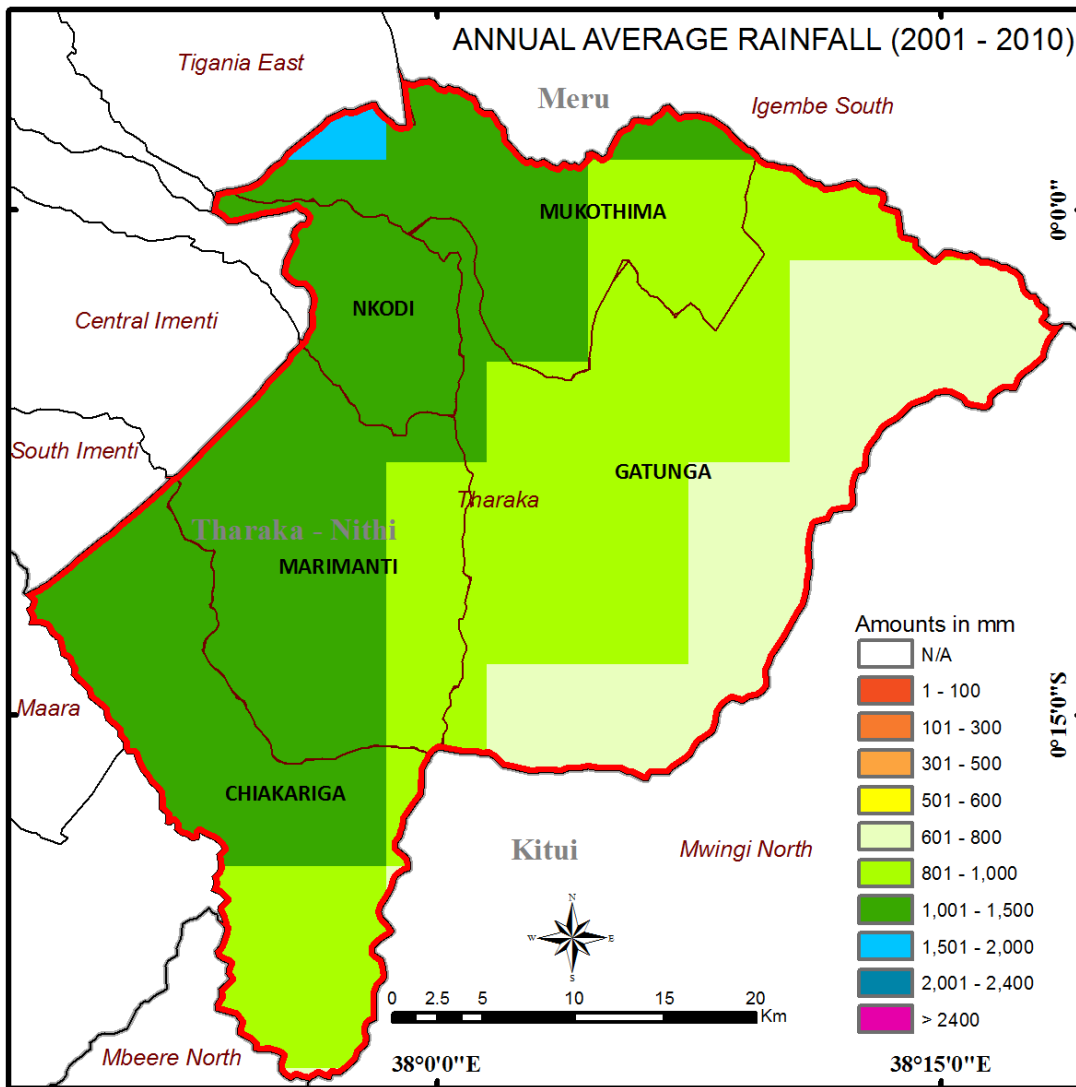 ANNUAL AVERAGE RAINFALL (2001 - 2010)
Tigania East
Meru
Igembe South
MUKOTHIMA
0°0'0"
NKODI
Central Imenti
South Imenti
GATUNGA
Tharaka
Tharaka - Nithi
MARIMANTI
Maara
0°15'0"S
CHIAKARIGA
Kitui
Mwingi North
Mbeere North
N
W
E
S
0 2.5 5 10 15 20
Km
38°0'0"E
38°15'0"E
Amounts in mm
N/A
1 - 100
101 - 300
301 - 500
501 - 600
601 - 800
801 - 1,000
1,001 - 1,500
1,501 - 2,000
2,001 - 2,400
> 2400